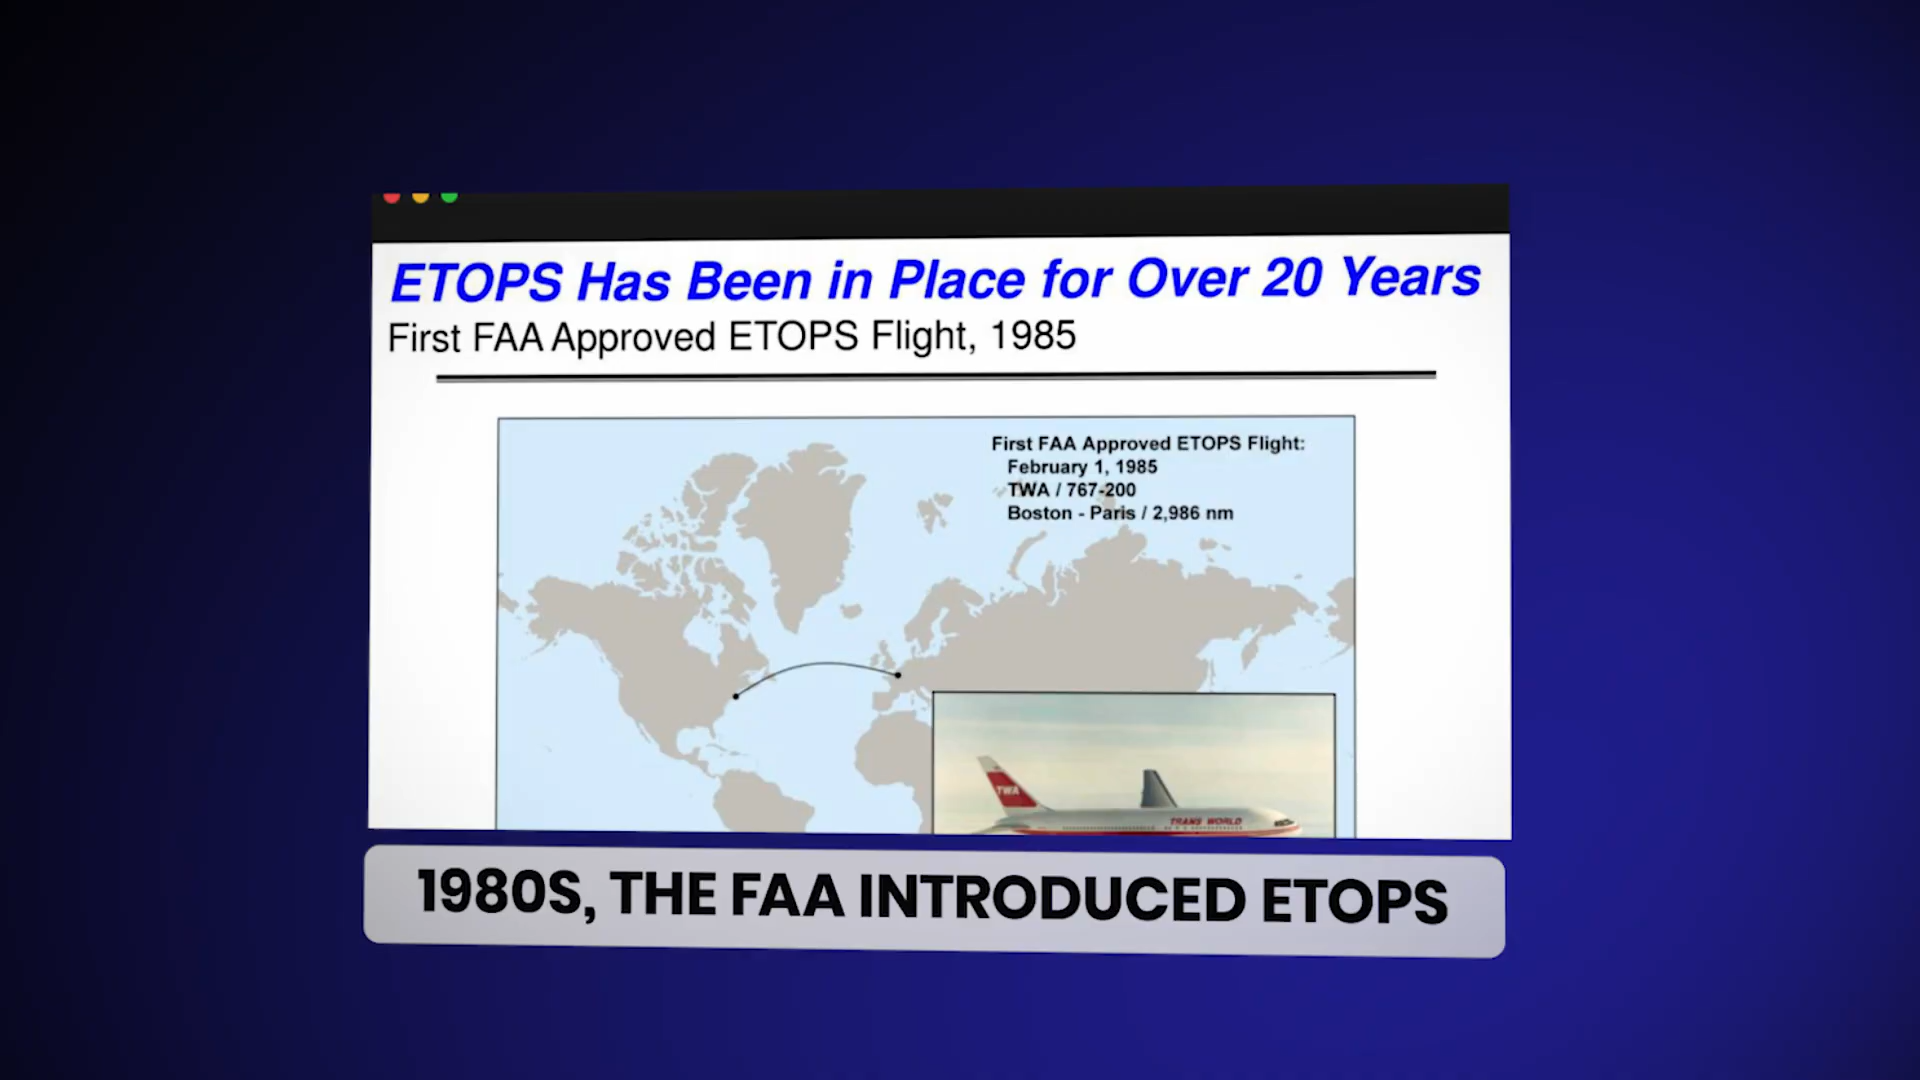 ETOPS Has Been in Place for Over 20 Years
First FAA Approved ETOPS Flight, 1985
First FAA Approved ETOPS Flight:
February 1, 1985
TWA / 767-200
Boston - Paris / 2,986 nm
TWA
TRANS WORLD
1980S, THE FAA INTRODUCED ETOPS